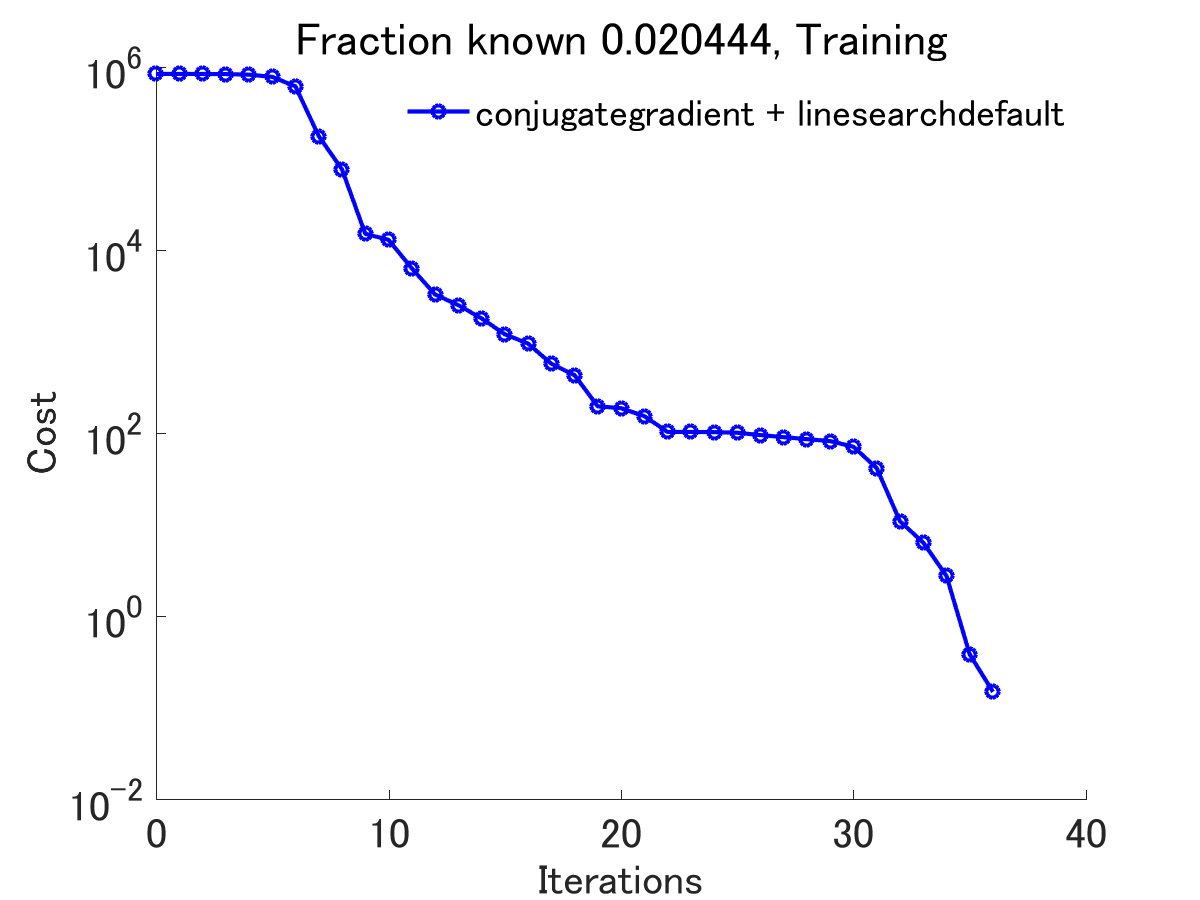 Fraction known 0.020444, Training
conjugategradient + linesearchdefault
10^6
10^4
10^2
10^0
10^-2
Cost
0 10 20 30 40
Iterations